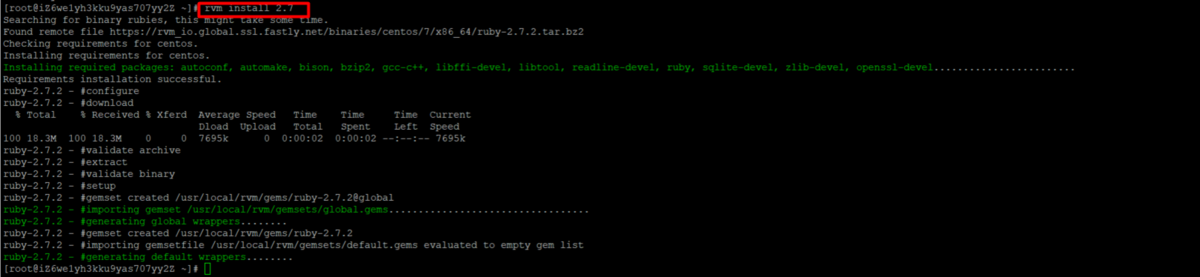 [root@iZ6welyh3kku9yas707yy2Z ~]# rvm install 2.7
Searching for binary rubies, this might take some time.
Found remote file https://rvm_io.global.ssl.fastly.net/binaries/centos/7/x86_64/ruby-2.7.2.tar.bz2
Checking requirements for centos.
Installing requirements for centos.
Installing required packages: autoconf, automake, bison, bzip2, gcc-c++, libffi-devel, libtool, readline-devel, ruby, sqlite-devel, zlib-devel, openssl-devel........................
Requirements installation successful.
ruby-2.7.2 - #configure
ruby-2.7.2 - #download
% Total % Received % Xferd Average Speed Time Time Time Current
Dload Upload Total Spent Left Speed
100 18.3M 100 18.3M 0 0 7695k 0 0:00:02 0:00:02 --:--:-- 7695k
ruby-2.7.2 - #validate archive
ruby-2.7.2 - #extract
ruby-2.7.2 - #validate binary
ruby-2.7.2 - #setup
ruby-2.7.2 - #gemset created /usr/local/rvm/gems/ruby-2.7.2@global
ruby-2.7.2 - #importing gemset /usr/local/rvm/gemsets/global.gems..................................
ruby-2.7.2 - #generating global wrappers........
ruby-2.7.2 - #gemset created /usr/local/rvm/gems/ruby-2.7.2
ruby-2.7.2 - #importing gemsetfile /usr/local/rvm/gemsets/default.gems evaluated to empty gem list
ruby-2.7.2 - #generating default wrappers........
[root@iZ6welyh3kku9yas707yy2Z ~]#